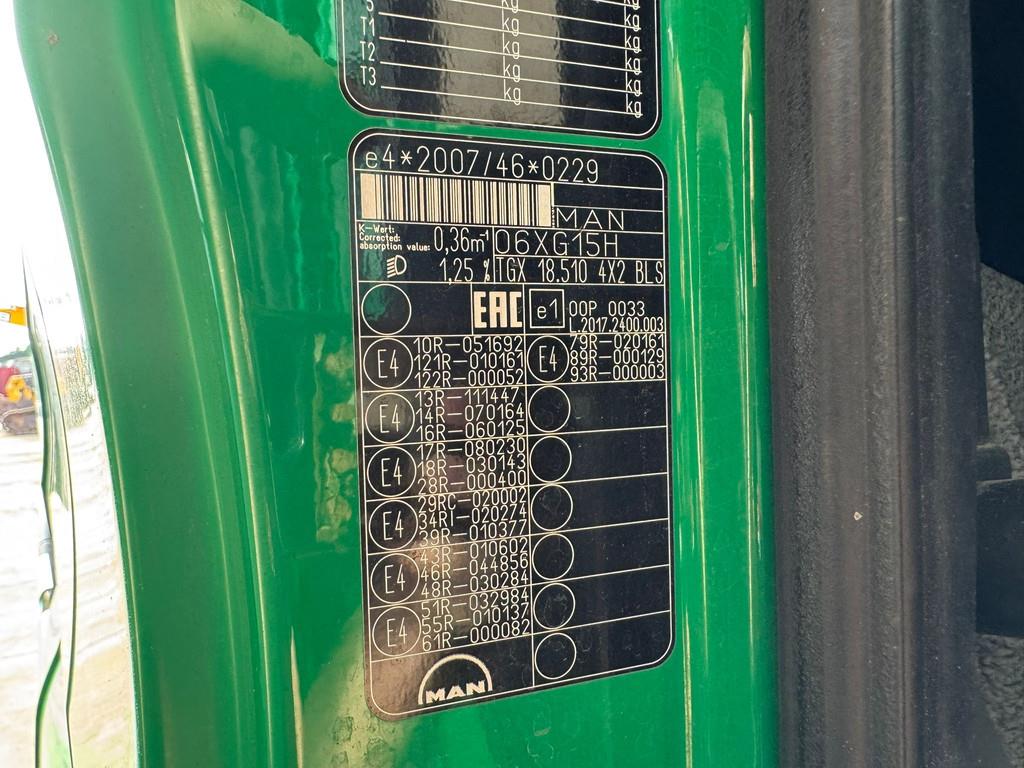 kg kg
T1 kg kg
T2 kg kg
T3 kg kg
kg kg
e4*2007/46*0229
MAN
K-Wert:
Corrected:
absorption value: 0,36m⁻¹
06XG15H
1,25 % TGX 18.510 4X2 BLS
EAC e1 00P 0033
L.2017.2400.003
E4
10R-051692
121R-010161
122R-000052
E4
79R-020161
89R-000129
93R-000003
E4
13R-111447
14R-070164
16R-060125
E4
17R-080230
18R-030143
28R-000400
E4
29RC-020002
34RI-020274
39R-010377
E4
43R-010602
46R-044856
48R-030284
E4
51R-032984
55R-010137
61R-000082
MAN